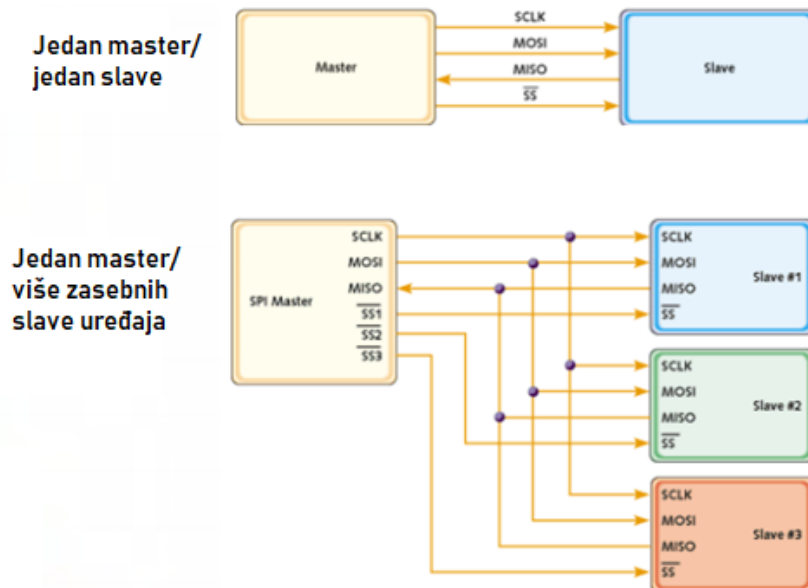 Jedan master/
jedan slave
Master
SCLK
MOSI
MISO
SS
Slave
Jedan master/
više zasebnih
slave uređaja
SPI Master
SCLK
MOSI
MISO
SS1
SS2
SS3
SCLK
MOSI
MISO
SS
Slave #1
SCLK
MOSI
MISO
SS
Slave #2
SCLK
MOSI
MISO
SS
Slave #3